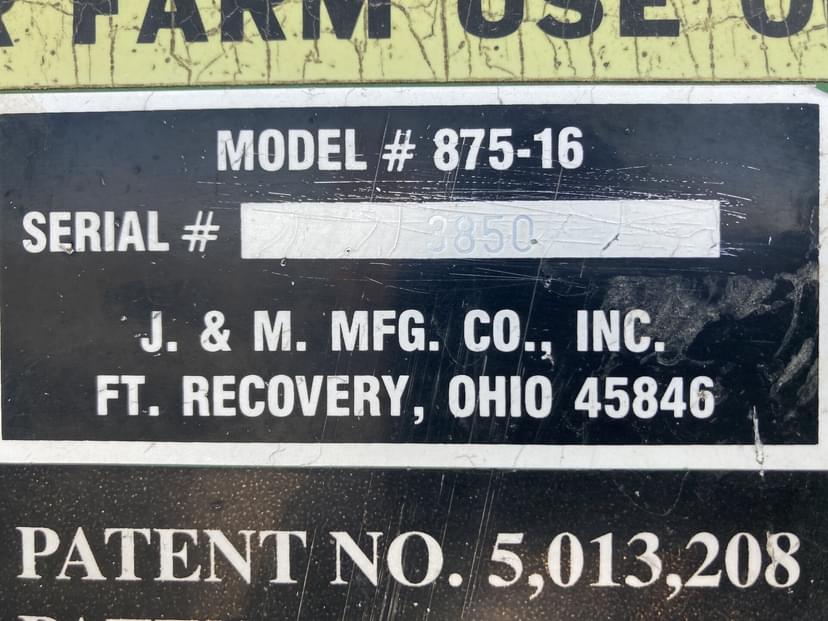 FARM USE
MODEL # 875-16
SERIAL # 3850
J. & M. MFG. CO., INC.
FT. RECOVERY, OHIO 45846
PATENT NO. 5,013,208